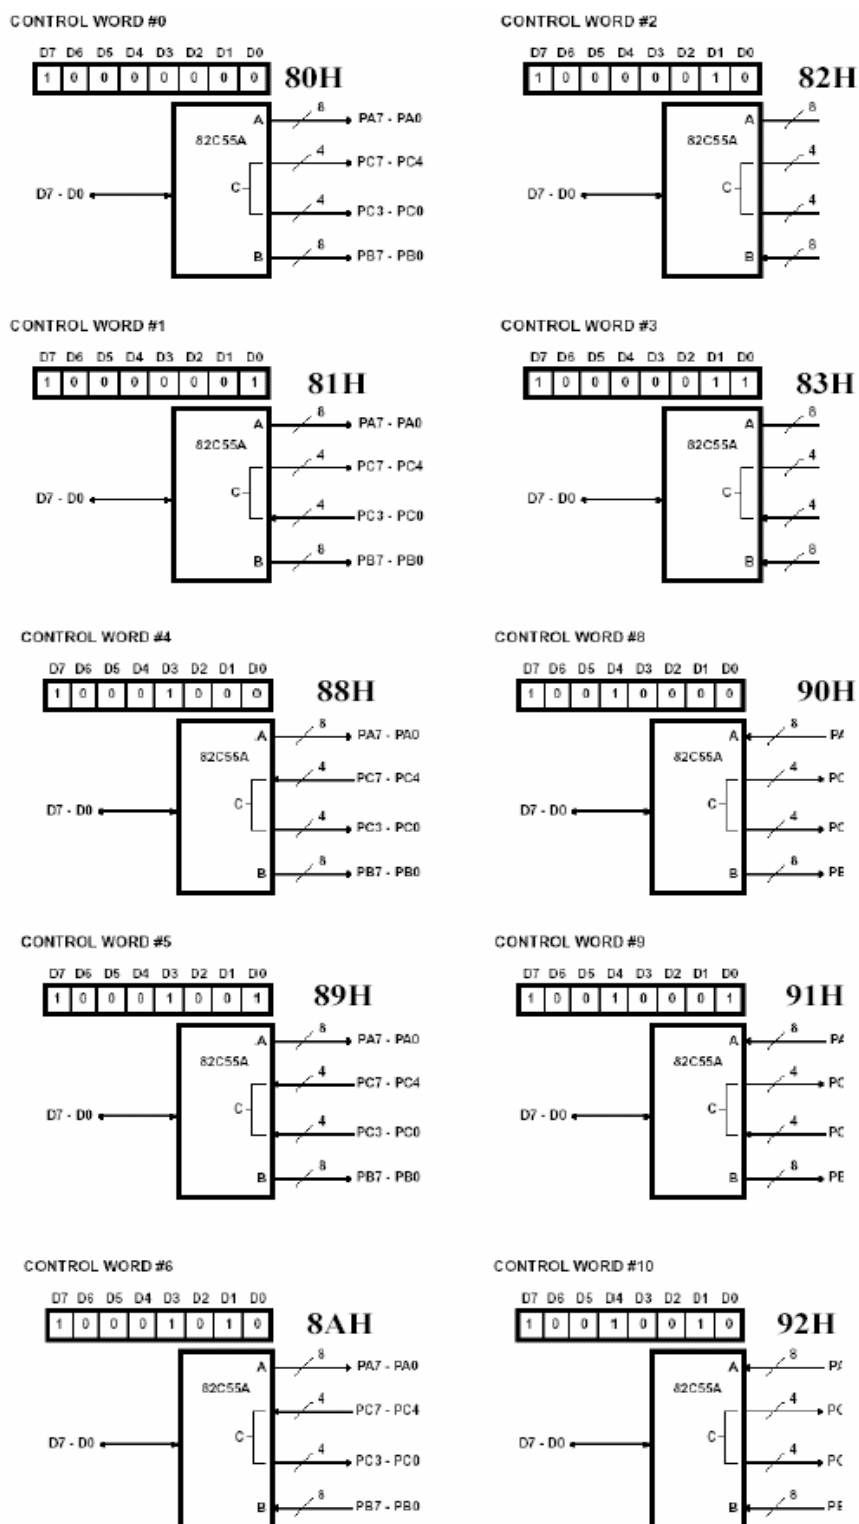 CONTROL WORD #0
D7 D6 D5 D4 D3 D2 D1 D0
1 0 0 0 0 0 0 0
80H
A
8
PA7 - PA0
82C55A
4
PC7 - PC4
C
D7 - D0
4
PC3 - PC0
8
B
PB7 - PB0
CONTROL WORD #2
D7 D6 D5 D4 D3 D2 D1 D0
1 0 0 0 0 0 1 0
82H
A
8
82C55A
4
C
D7 - D0
4
8
B
CONTROL WORD #1
D7 D6 D5 D4 D3 D2 D1 D0
1 0 0 0 0 0 0 1
81H
A
8
PA7 - PA0
82C55A
4
PC7 - PC4
C
D7 - D0
4
PC3 - PC0
8
B
PB7 - PB0
CONTROL WORD #3
D7 D6 D5 D4 D3 D2 D1 D0
1 0 0 0 0 0 1 1
83H
A
8
82C55A
4
C
D7 - D0
4
8
B
CONTROL WORD #4
D7 D6 D5 D4 D3 D2 D1 D0
1 0 0 0 1 0 0 0
88H
A
8
PA7 - PA0
82C55A
4
PC7 - PC4
C
D7 - D0
4
PC3 - PC0
8
B
PB7 - PB0
CONTROL WORD #8
D7 D6 D5 D4 D3 D2 D1 D0
1 0 0 1 0 0 0 0
90H
A
8
82C55A
4
PC
C
D7 - D0
4
PC
8
B
CONTROL WORD #5
D7 D6 D5 D4 D3 D2 D1 D0
1 0 0 0 1 0 0 1
89H
A
8
PA7 - PA0
82C55A
4
PC7 - PC4
C
D7 - D0
4
PC3 - PC0
8
B
PB7 - PB0
CONTROL WORD #9
D7 D6 D5 D4 D3 D2 D1 D0
1 0 0 1 0 0 0 1
91H
A
8
82C55A
4
PC
C
D7 - D0
4
PC
8
B
CONTROL WORD #6
D7 D6 D5 D4 D3 D2 D1 D0
1 0 0 0 1 0 1 0
8AH
A
8
PA7 - PA0
82C55A
4
PC7 - PC4
C
D7 - D0
4
PC3 - PC0
8
B
PB7 - PB0
CONTROL WORD #10
D7 D6 D5 D4 D3 D2 D1 D0
1 0 0 1 0 0 1 0
92H
A
8
82C55A
4
C
D7 - D0
4
8
B